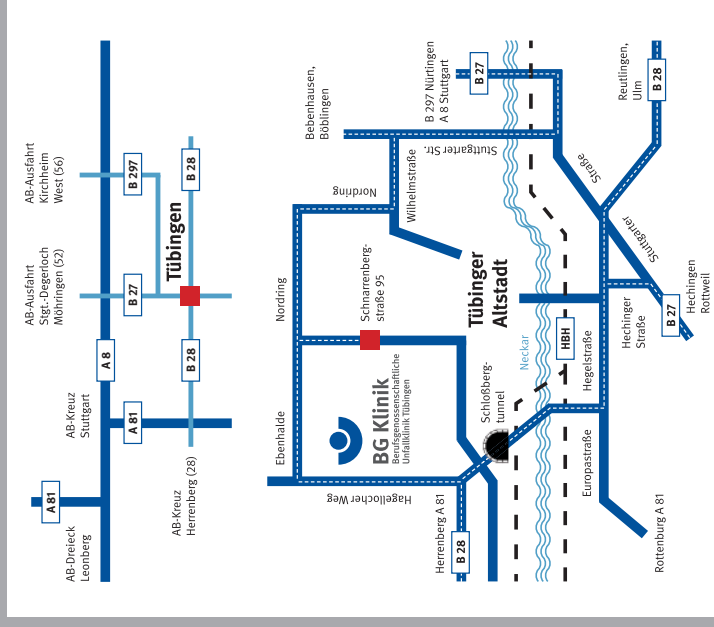 AB-Dreieck
Leonberg
A 81
AB-Kreuz
Stuttgart
A 81
A 8
AB-Ausfahrt
Stgt.-Degerloch
Möhringen (52)
B 27
AB-Ausfahrt
Kirchheim
West (56)
B 297
AB-Kreuz
Herrenberg (28)
B 28
Tübingen
B 28
Bebenhausen,
Böblingen
B 297 Nürtingen
A 8 Stuttgart
B 27
Reutlingen,
Ulm
B 28
Ebenhalde
Nordring
Nordring
Wilhelmstraße
Stuttgarter Str.
Stuttgarter
Straße
Schnarrenberg-
straße 95
BG Klinik
Berufsgenossenschaftliche
Unfallklinik Tübingen
Tübinger
Altstadt
Hagellocher Weg
Schloßberg-
tunnel
Neckar
HBH
Hegelstraße
Hechinger
Straße
B 27
Hechingen
Rottweil
Herrenberg A 81
B 28
Europastraße
Rottenburg A 81